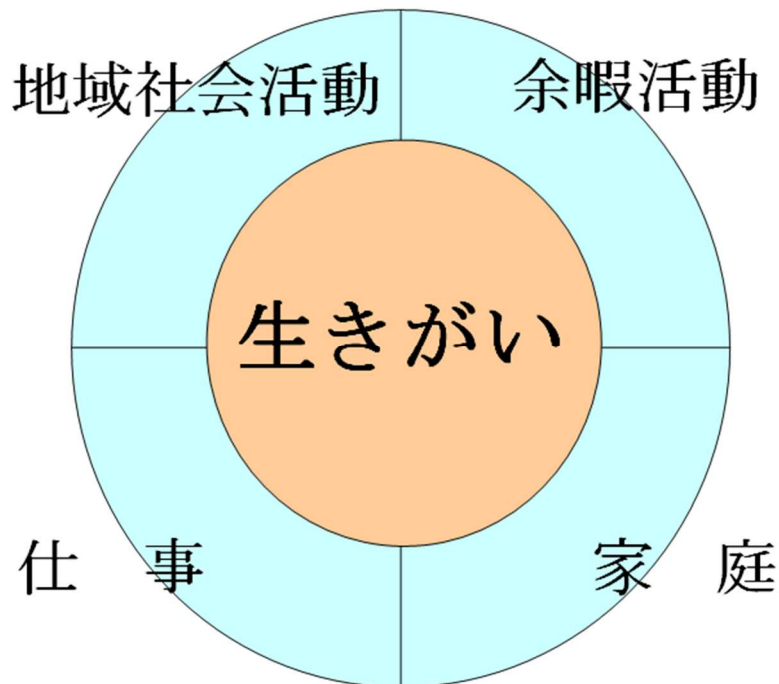 地域社会活動
余暇活動
生きがい
仕　事
家　庭